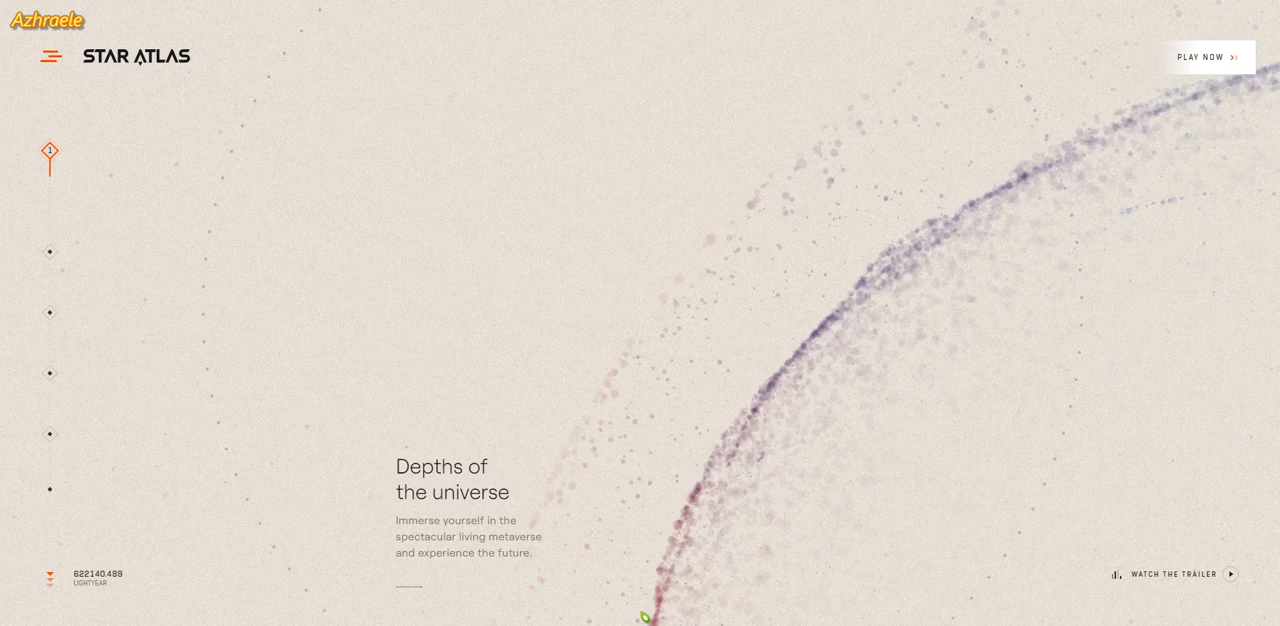 Azhraele
STAR ATLAS
PLAY NOW
1
Depths of
the universe
Immerse yourself in the
spectacular living metaverse
and experience the future.
622140.489
LIGHTYEAR
WATCH THE TRAILER